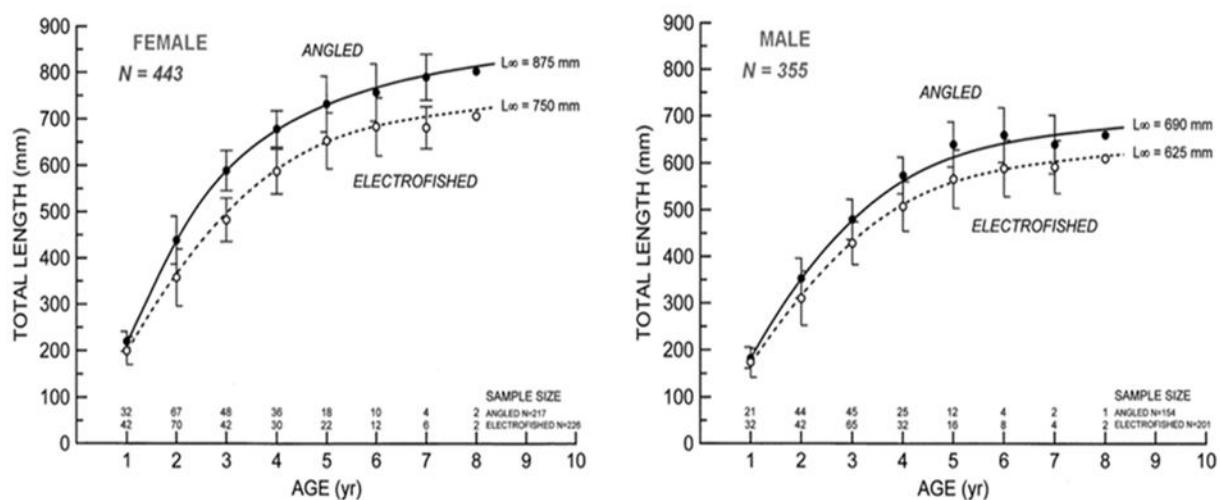 FEMALE
N = 443
ANGLED
L∞ = 875 mm
L∞ = 750 mm
ELECTROFISHED
TOTAL LENGTH (mm)
900
800
700
600
500
400
300
200
100
0
SAMPLE SIZE
32 67 48 36 18 10 4 2 ANGLED N=217
42 70 42 30 22 12 6 2 ELECTROFISHED N=226
1 2 3 4 5 6 7 8 9 10
AGE (yr)
MALE
N = 355
ANGLED
L∞ = 690 mm
L∞ = 625 mm
ELECTROFISHED
TOTAL LENGTH (mm)
900
800
700
600
500
400
300
200
100
0
SAMPLE SIZE
21 44 45 25 12 4 2 1 ANGLED N=154
32 42 65 32 16 8 4 2 ELECTROFISHED N=201
1 2 3 4 5 6 7 8 9 10
AGE (yr)